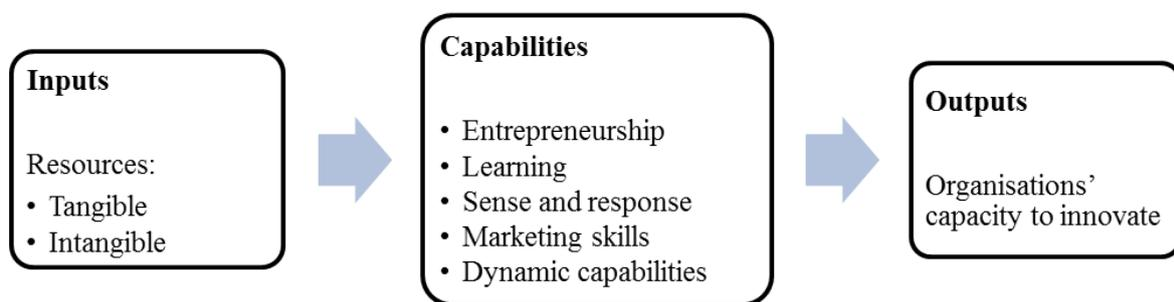 Inputs
Resources:
• Tangible
• Intangible
Capabilities
• Entrepreneurship
• Learning
• Sense and response
• Marketing skills
• Dynamic capabilities
Outputs
Organisations’
capacity to innovate